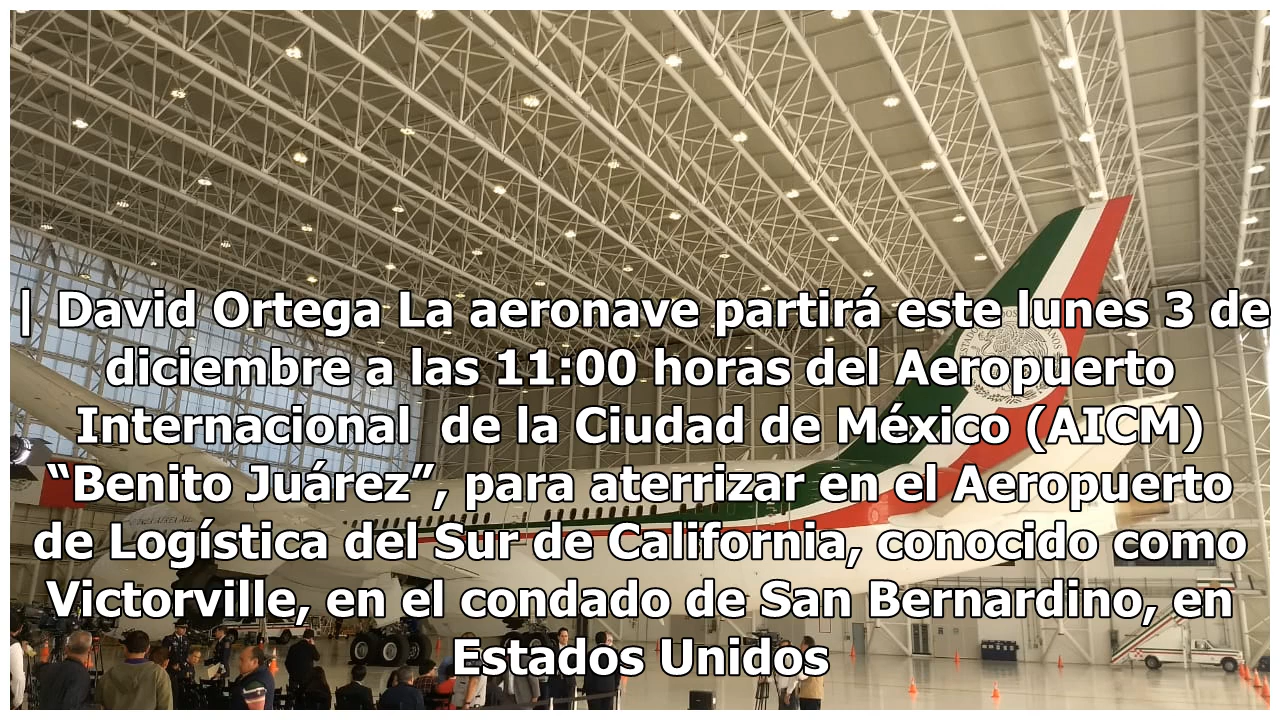 | David Ortega La aeronave partirá este lunes 3 de
diciembre a las 11:00 horas del Aeropuerto
Internacional  de la Ciudad de México (AICM)
“Benito Juárez”, para aterrizar en el Aeropuerto
de Logística del Sur de California, conocido como
Victorville, en el condado de San Bernardino, en
Estados Unidos